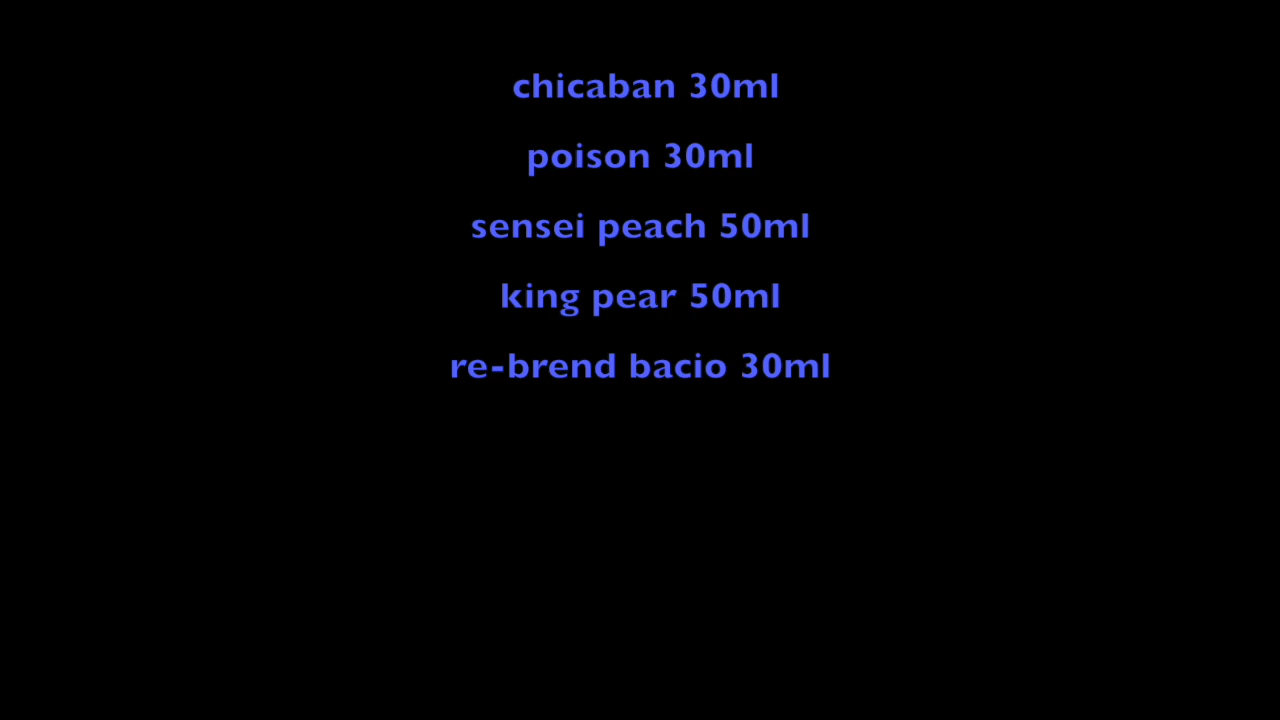 chicaban 30ml
poison 30ml
sensei peach 50ml
king pear 50ml
re-brend bacio 30ml